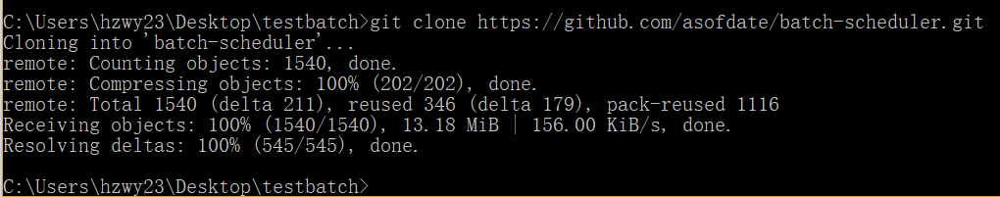 C:\Users\hzwy23\Desktop\testbatch>git clone https://github.com/asofdate/batch-scheduler.git
Cloning into 'batch-scheduler'...
remote: Counting objects: 1540, done.
remote: Compressing objects: 100% (202/202), done.
remote: Total 1540 (delta 211), reused 346 (delta 179), pack-reused 1116
Receiving objects: 100% (1540/1540), 13.18 MiB | 156.00 KiB/s, done.
Resolving deltas: 100% (545/545), done.
C:\Users\hzwy23\Desktop\testbatch>